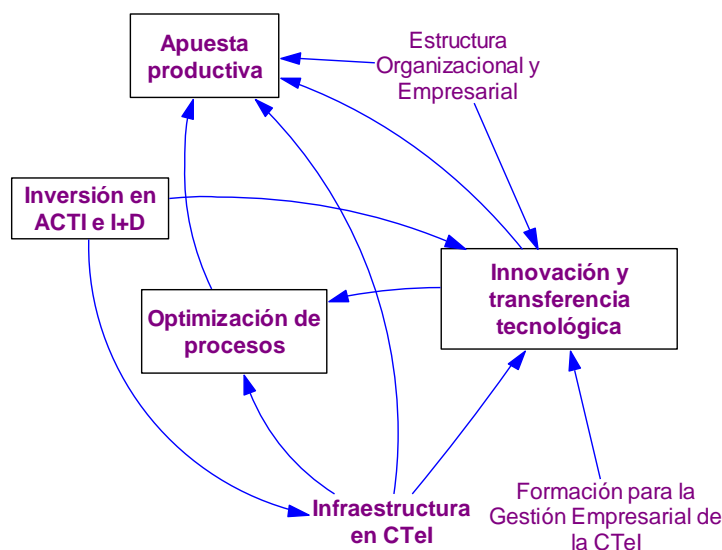 Apuesta
productiva
Estructura
Organizacional y
Empresarial
Inversión en
ACTI e I+D
Innovación y
transferencia
tecnológica
Optimización de
procesos
Infraestructura
en CTeI
Formación para la
Gestión Empresarial de
la CTeI